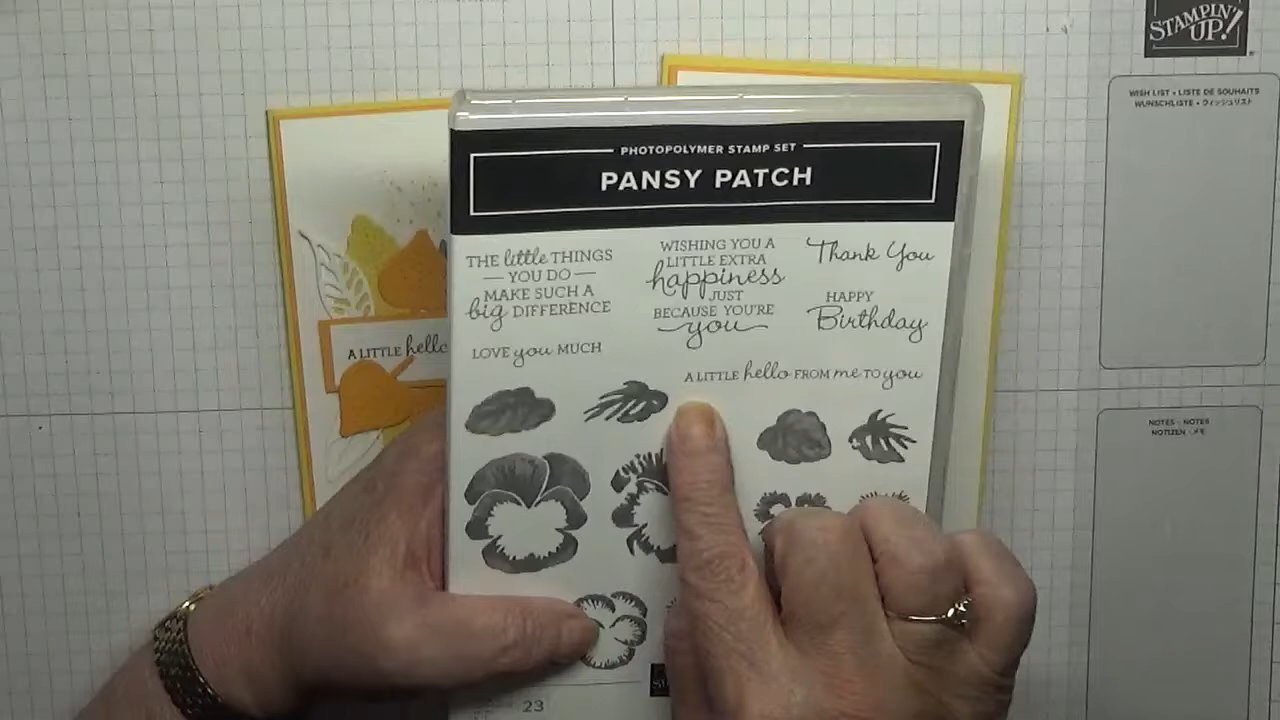 STAMPIN' UP!
WISH LIST • LISTE DE SOUHAITS
WUNSCHLISTE • ウィッシュリスト
PHOTOPOLYMER STAMP SET
PANSY PATCH
THE little THINGS
YOU DO
MAKE SUCH A
big DIFFERENCE
WISHING YOU A
LITTLE EXTRA
happiness
JUST
BECAUSE YOU'RE
you
Thank You
HAPPY
Birthday
LOVE you MUCH
A LITTLE hello FROM me TO you
A LITTLE hello
NOTES • NOTES
NOTIZEN • メモ
23